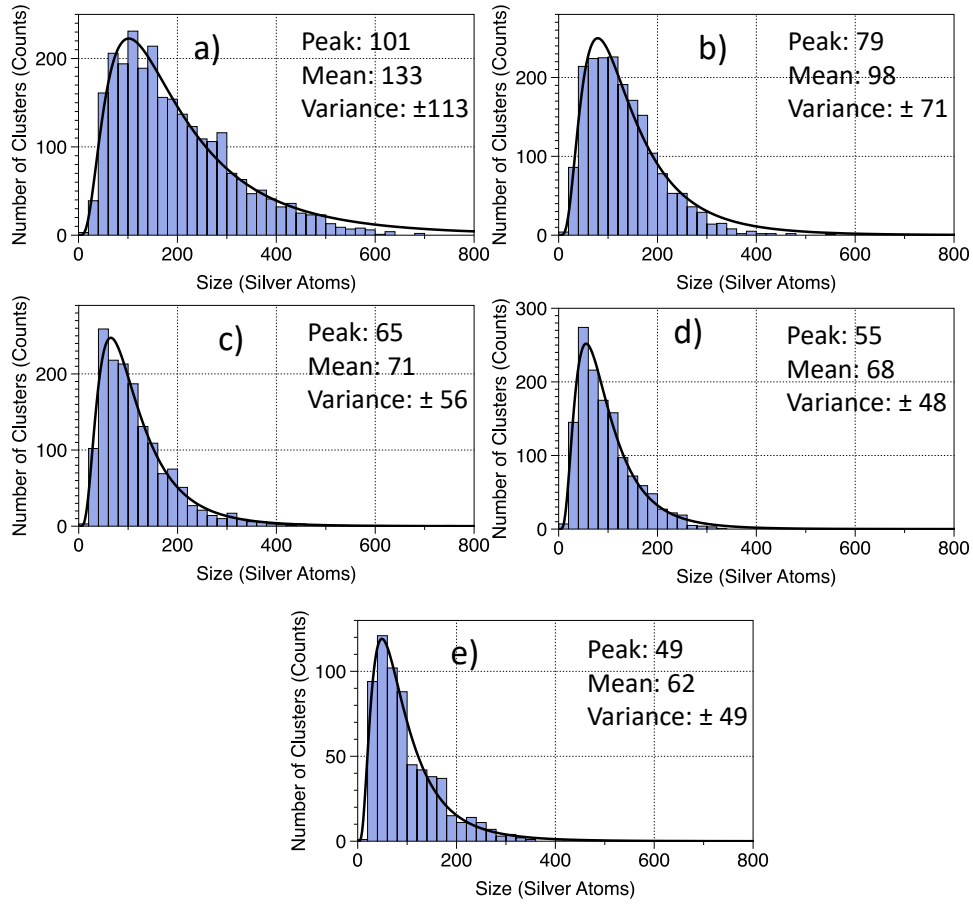 a)
Peak: 101
Mean: 133
Variance: ±113
Number of Clusters (Counts)
200
100
0
0 200 400 600 800
Size (Silver Atoms)
b)
Peak: 79
Mean: 98
Variance: ± 71
Number of Clusters (Counts)
200
100
0
0 200 400 600 800
Size (Silver Atoms)
c)
Peak: 65
Mean: 71
Variance: ± 56
Number of Clusters (Counts)
200
100
0
0 200 400 600 800
Size (Silver Atoms)
d)
Peak: 55
Mean: 68
Variance: ± 48
Number of Clusters (Counts)
300
200
100
0
0 200 400 600 800
Size (Silver Atoms)
e)
Peak: 49
Mean: 62
Variance: ± 49
Number of Clusters (Counts)
100
50
0
0 200 400 600 800
Size (Silver Atoms)